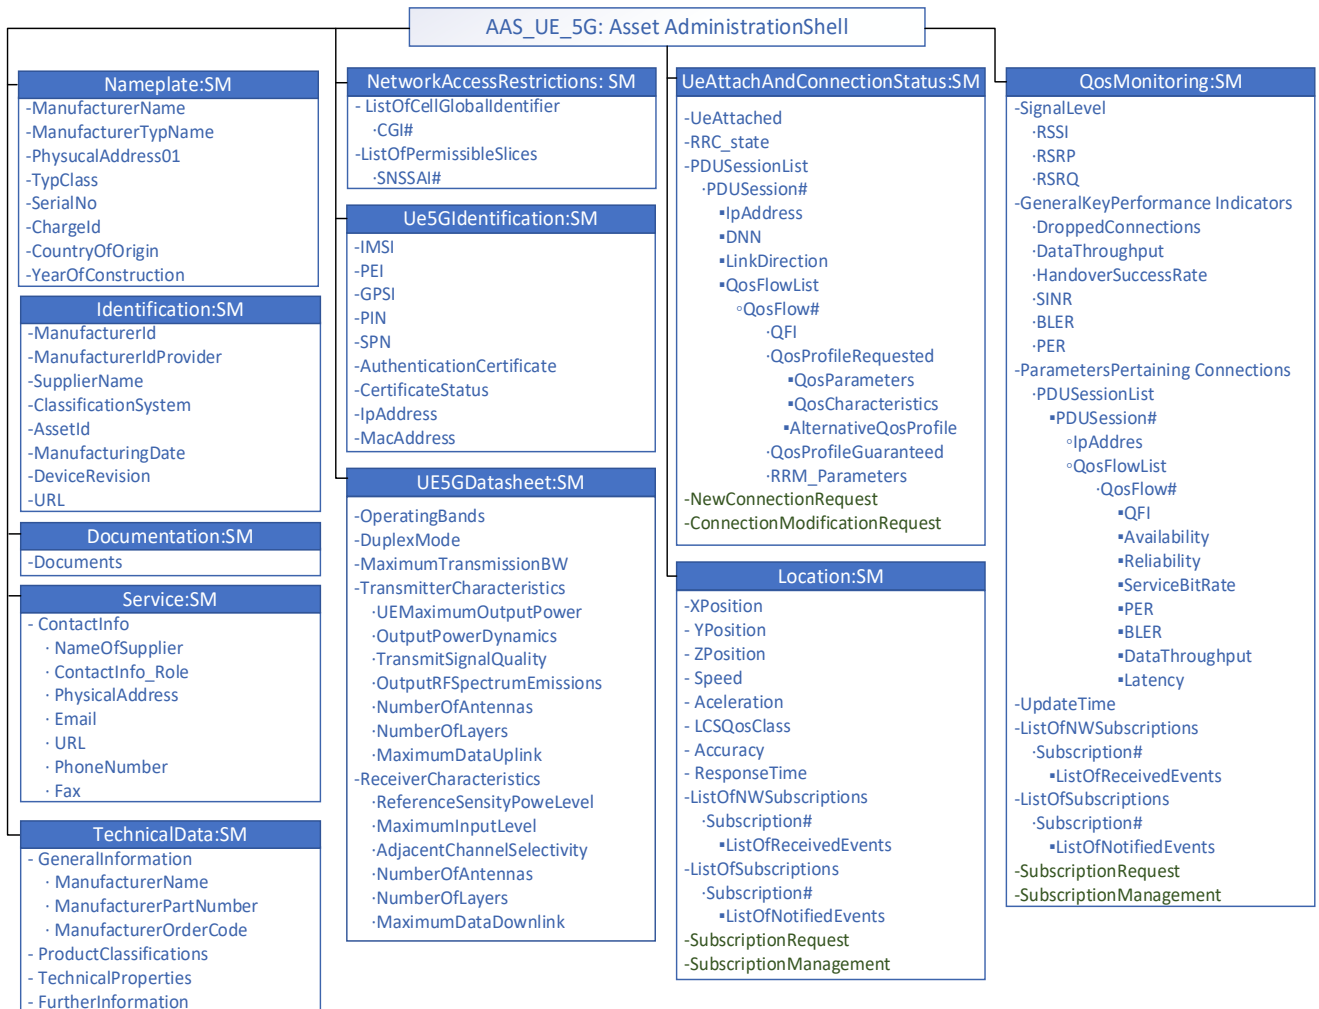 AAS_UE_5G: Asset AdministrationShell
Nameplate:SM
-ManufacturerName
-ManufacturerTypName
-PhysucalAddress01
-TypClass
-SerialNo
-ChargeId
-CountryOfOrigin
-YearOfConstruction
Identification:SM
-ManufacturerId
-ManufacturerIdProvider
-SupplierName
-ClassificationSystem
-AssetId
-ManufacturingDate
-DeviceRevision
-URL
Documentation:SM
-Documents
Service:SM
- ContactInfo
· NameOfSupplier
· ContactInfo_Role
· PhysicalAddress
· Email
· URL
· PhoneNumber
· Fax
TechnicalData:SM
- GeneralInformation
· ManufacturerName
· ManufacturerPartNumber
· ManufacturerOrderCode
- ProductClassifications
- TechnicalProperties
- FurtherInformation
NetworkAccessRestrictions: SM
- ListOfCellGlobalIdentifier
·CGI#
-ListOfPermissibleSlices
·SNSSAI#
Ue5GIdentification:SM
-IMSI
-PEI
-GPSI
-PIN
-SPN
-AuthenticationCertificate
-CertificateStatus
-IpAddress
-MacAddress
UE5GDatasheet:SM
-OperatingBands
-DuplexMode
-MaximumTransmissionBW
-TransmitterCharacteristics
·UEMaximumOutputPower
·OutputPowerDynamics
·TransmitSignalQuality
·OutputRFSpectrumEmissions
·NumberOfAntennas
·NumberOfLayers
·MaximumDataUplink
-ReceiverCharacteristics
·ReferenceSensityPoweLevel
·MaximumInputLevel
·AdjacentChannelSelectivity
·NumberOfAntennas
·NumberOfLayers
·MaximumDataDownlink
UeAttachAndConnectionStatus:SM
-UeAttached
-RRC_state
-PDUSessionList
·PDUSession#
▪IpAddress
▪DNN
▪LinkDirection
▪QosFlowList
◦QosFlow#
·QFI
·QosProfileRequested
▪QosParameters
▪QosCharacteristics
▪AlternativeQosProfile
·QosProfileGuaranteed
·RRM_Parameters
-NewConnectionRequest
-ConnectionModificationRequest
Location:SM
-XPosition
- YPosition
- ZPosition
- Speed
- Aceleration
- LCSQosClass
- Accuracy
- ResponseTime
-ListOfNWSubscriptions
·Subscription#
▪ListOfReceivedEvents
-ListOfSubscriptions
·Subscription#
▪ListOfNotifiedEvents
-SubscriptionRequest
-SubscriptionManagement
QosMonitoring:SM
-SignalLevel
·RSSI
·RSRP
·RSRQ
-GeneralKeyPerformance Indicators
·DroppedConnections
·DataThroughput
·HandoverSuccessRate
·SINR
·BLER
·PER
-ParametersPertaining Connections
·PDUSessionList
▪PDUSession#
◦IpAddres
◦QosFlowList
·QosFlow#
▪QFI
▪Availability
▪Reliability
▪ServiceBitRate
▪PER
▪BLER
▪DataThroughput
▪Latency
-UpdateTime
-ListOfNWSubscriptions
·Subscription#
▪ListOfReceivedEvents
-ListOfSubscriptions
·Subscription#
▪ListOfNotifiedEvents
-SubscriptionRequest
-SubscriptionManagement